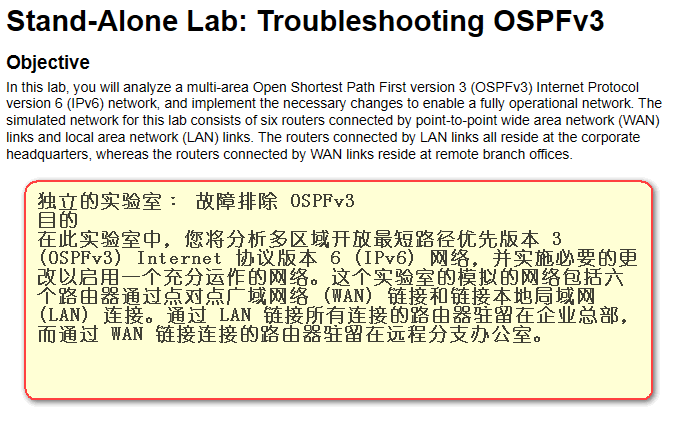 Stand-Alone Lab: Troubleshooting OSPFv3
Objective
In this lab, you will analyze a multi-area Open Shortest Path First version 3 (OSPFv3) Internet Protocol
version 6 (IPv6) network, and implement the necessary changes to enable a fully operational network. The
simulated network for this lab consists of six routers connected by point-to-point wide area network (WAN)
links and local area network (LAN) links. The routers connected by LAN links all reside at the corporate
headquarters, whereas the routers connected by WAN links reside at remote branch offices.
独立的实验室： 故障排除 OSPFv3
目的
在此实验室中，您将分析多区域开放最短路径优先版本 3
(OSPFv3) Internet 协议版本 6 (IPv6) 网络，并实施必要的更
改以启用一个充分运作的网络。这个实验室的模拟的网络包括六
个路由器通过点对点广域网络 (WAN) 链接和链接本地局域网
(LAN) 连接。通过 LAN 链接所有连接的路由器驻留在企业总部，
而通过 WAN 链接连接的路由器驻留在远程分支办公室。